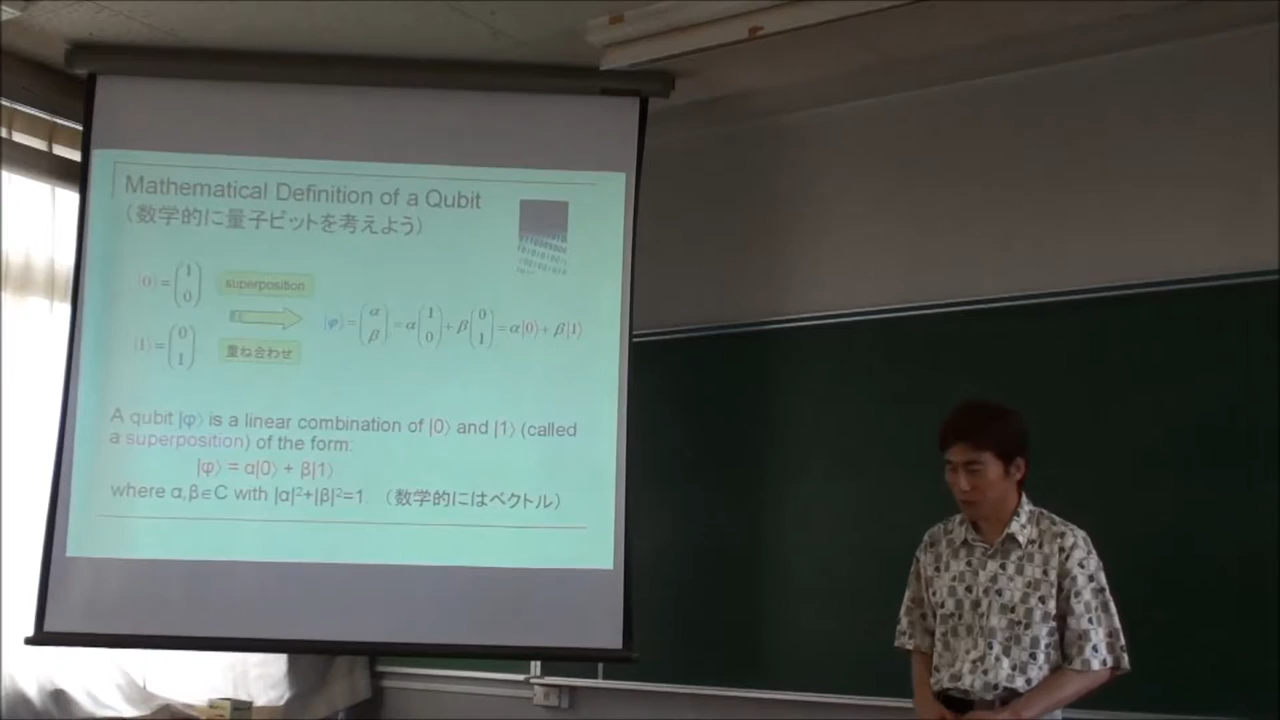 Mathematical Definition of a Qubit
（数学的に量子ビットを考えよう）
|0⟩=(1 0)
superposition
|φ⟩=(α β)=α(1 0)+β(0 1)=α|0⟩+β|1⟩
|1⟩=(0 1)
重ね合わせ
A qubit |φ⟩ is a linear combination of |0⟩ and |1⟩ (called
a superposition) of the form:
|φ⟩ = α|0⟩ + β|1⟩
where α,β∈C with |α|²+|β|²=1. （数学的にはベクトル）